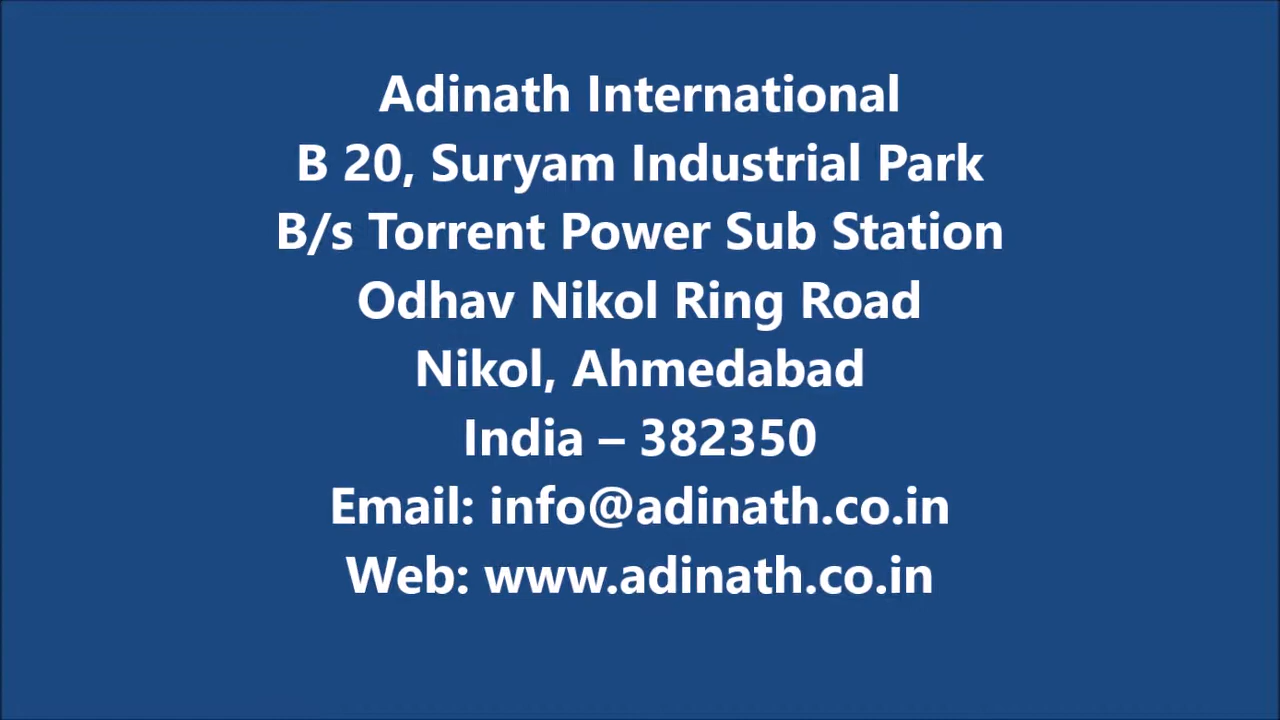 Adinath International
B 20, Suryam Industrial Park
B/s Torrent Power Sub Station
Odhav Nikol Ring Road
Nikol, Ahmedabad
India – 382350
Email: info@adinath.co.in
Web: www.adinath.co.in